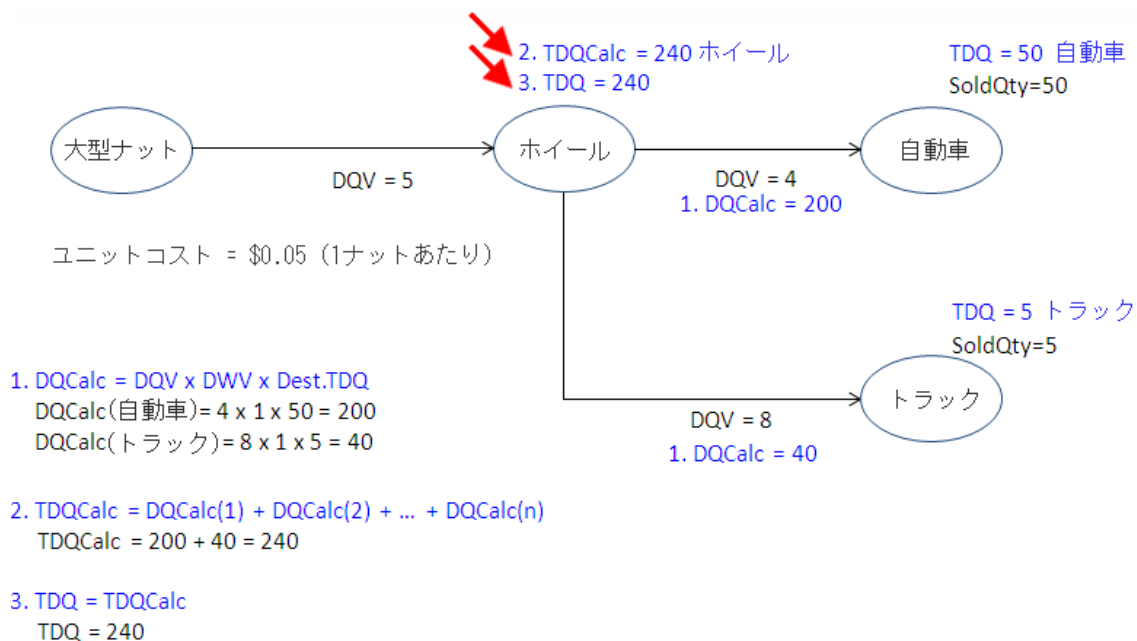 2. TDQCalc = 240 ホイール
3. TDQ = 240
TDQ = 50 自動車
SoldQty=50
大型ナット
ホイール
自動車
DQV = 5
DQV = 4
1. DQCalc = 200
ユニットコスト = $0.05 (1ナットあたり)
TDQ = 5 トラック
SoldQty=5
トラック
DQV = 8
1. DQCalc = 40
1. DQCalc = DQV x DWV x Dest.TDQ
DQCalc(自動車)= 4 x 1 x 50 = 200
DQCalc(トラック)= 8 x 1 x 5 = 40
2. TDQCalc = DQCalc(1) + DQCalc(2) + ... + DQCalc(n)
TDQCalc = 200 + 40 = 240
3. TDQ = TDQCalc
TDQ = 240